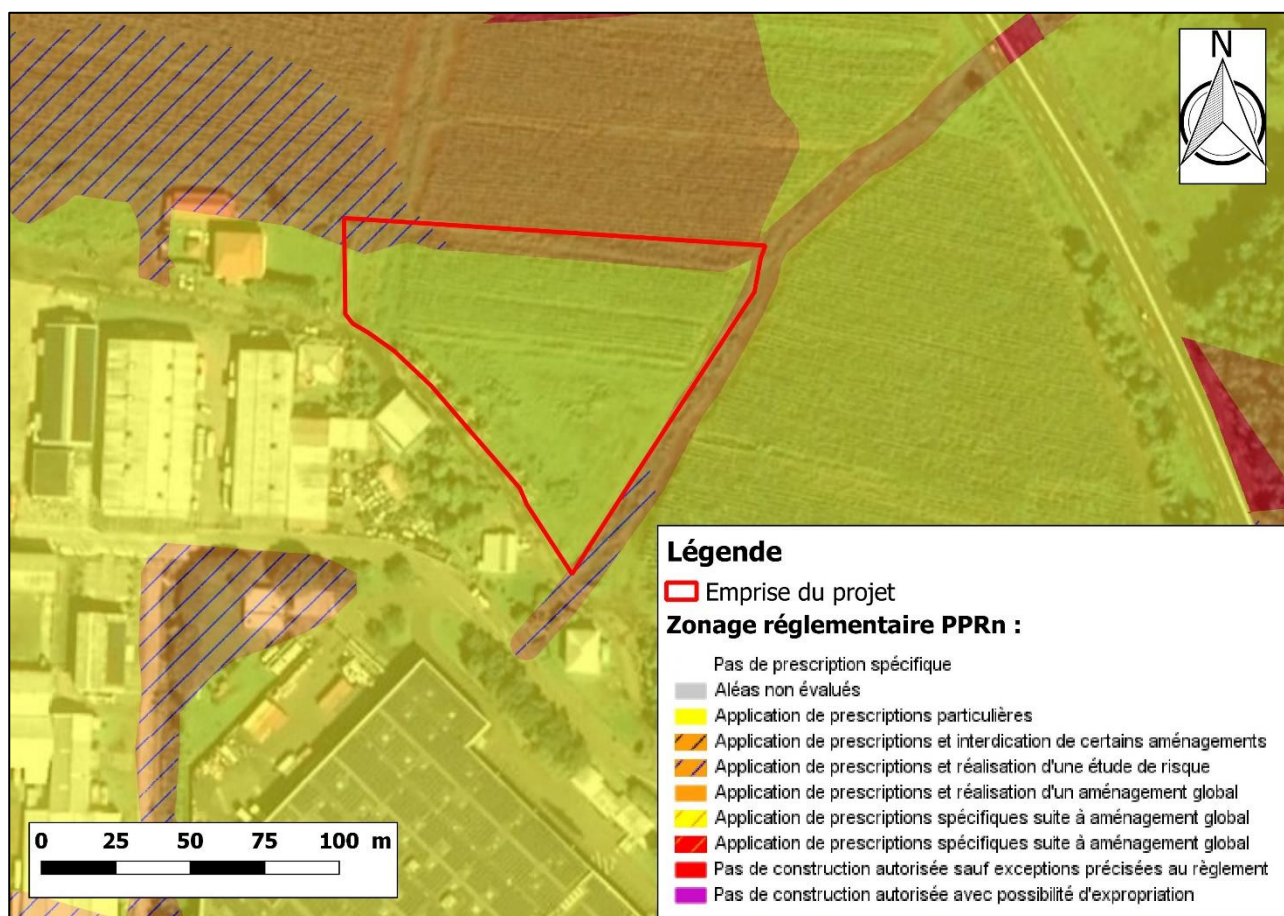 N
Légende
Emprise du projet
Zonage réglementaire PPRn :
Pas de prescription spécifique
Aléas non évalués
Application de prescriptions particulières
Application de prescriptions et interdication de certains aménagements
Application de prescriptions et réalisation d'une étude de risque
Application de prescriptions et réalisation d'un aménagement global
Application de prescriptions spécifiques suite à aménagement global
Application de prescriptions spécifiques suite à aménagement global
Pas de construction autorisée sauf exceptions précisées au règlement
Pas de construction autorisée avec possibilité d'expropriation
0 25 50 75 100 m